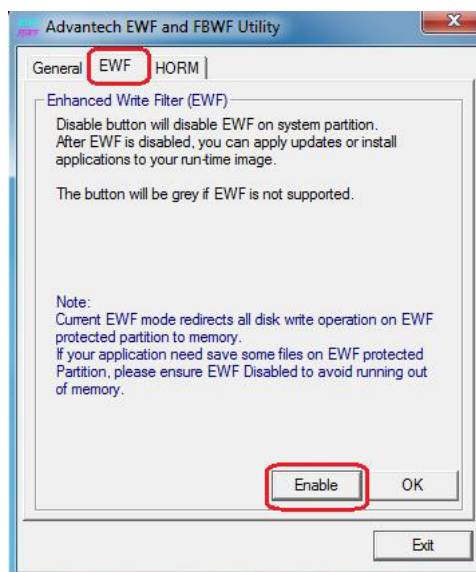 Advantech EWF and FBWF Utility
General EWF HORM
Enhanced Write Filter (EWF)
Disable button will disable EWF on system partition.
After EWF is disabled, you can apply updates or install
applications to your run-time image.
The button will be grey if EWF is not supported.
Note:
Current EWF mode redirects all disk write operation on EWF
protected partition to memory.
If your application need save some files on EWF protected
Partition, please ensure EWF Disabled to avoid running out
of memory.
Enable OK
Exit